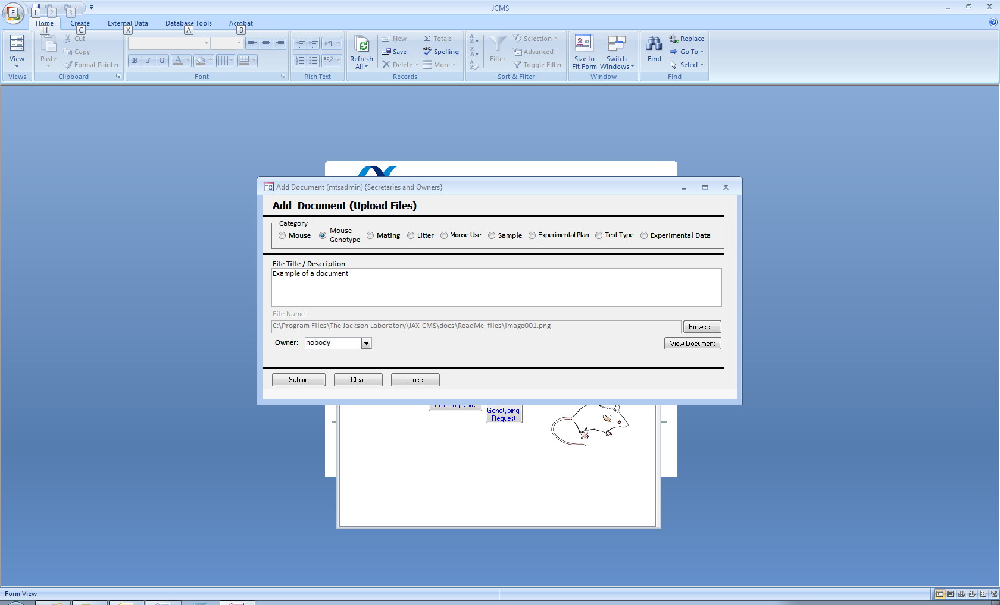 JCMS
F
1
2
3
Home
Create
External Data
Database Tools
Acrobat
H
C
X
A
B
View
Paste
Cut
Copy
Format Painter
B I U A
Refresh
All
New
Save
Delete
Totals
Spelling
More
Filter
Selection
Advanced
Toggle Filter
Size to
Fit Form
Switch
Windows
Find
Replace
Go To
Select
Views
Clipboard
Font
Rich Text
Records
Sort & Filter
Window
Find
Add Document (mtsadmin) {Secretaries and Owners}
Add Document (Upload Files)
Category
Mouse
Mouse
Genotype
Mating
Litter
Mouse Use
Sample
Experimental Plan
Test Type
Experimental Data
File Title / Description:
Example of a document
File Name:
C:\Program Files\The Jackson Laboratory\JAX-CMS\docs\ReadMe_files\image001.png
Browse...
Owner:
nobody
View Document
Submit
Clear
Close
Genotyping
Request
Form View